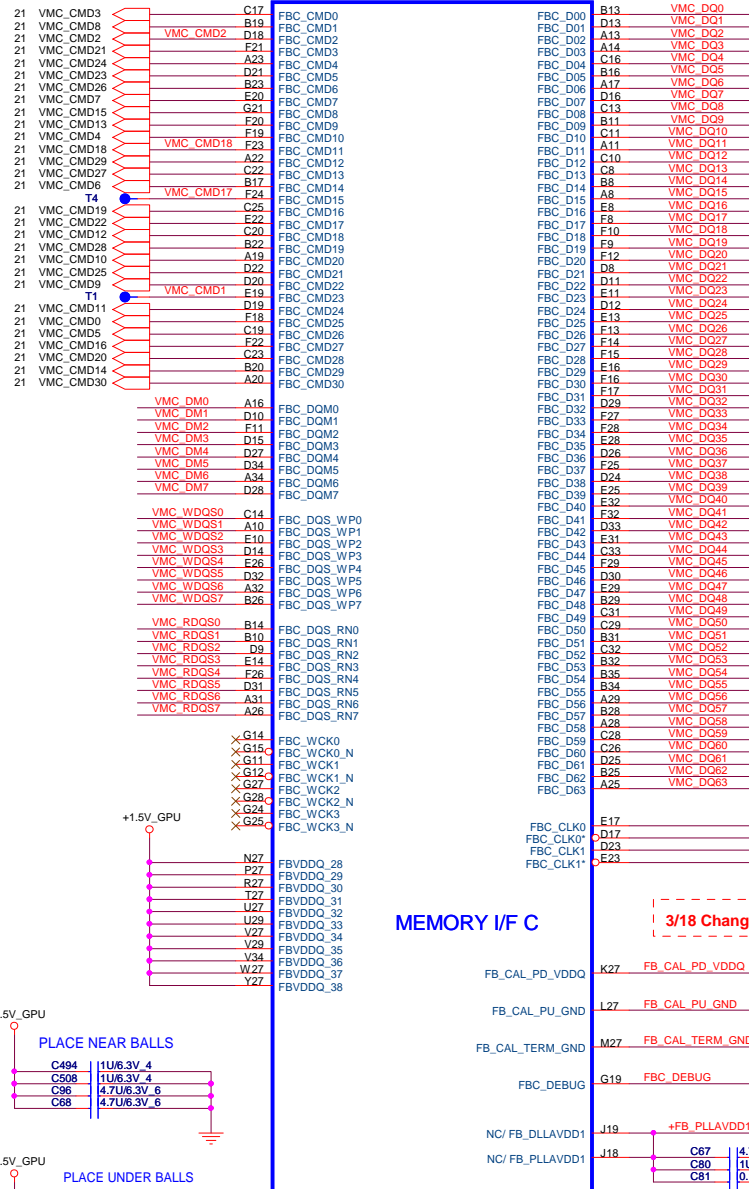 21 VMC_CMD3 C17 FBC_CMD0
21 VMC_CMD8 B19 FBC_CMD1
21 VMC_CMD2 VMC_CMD2 D18 FBC_CMD2
21 VMC_CMD21 F21 FBC_CMD3
21 VMC_CMD24 A23 FBC_CMD4
21 VMC_CMD23 D21 FBC_CMD5
21 VMC_CMD26 B23 FBC_CMD6
21 VMC_CMD7 E20 FBC_CMD7
21 VMC_CMD15 G21 FBC_CMD8
21 VMC_CMD13 F20 FBC_CMD9
21 VMC_CMD4 F19 FBC_CMD10
21 VMC_CMD18 VMC_CMD18 F23 FBC_CMD11
21 VMC_CMD29 A22 FBC_CMD12
21 VMC_CMD27 C22 FBC_CMD13
21 VMC_CMD6 B17 FBC_CMD14
T4 VMC_CMD17 F24 FBC_CMD15
21 VMC_CMD19 C25 FBC_CMD16
21 VMC_CMD22 E22 FBC_CMD17
21 VMC_CMD12 C20 FBC_CMD18
21 VMC_CMD28 B22 FBC_CMD19
21 VMC_CMD10 A19 FBC_CMD20
21 VMC_CMD25 D22 FBC_CMD21
21 VMC_CMD9 D20 FBC_CMD22
T1 VMC_CMD1 E19 FBC_CMD23
21 VMC_CMD11 D19 FBC_CMD24
21 VMC_CMD0 F18 FBC_CMD25
21 VMC_CMD5 C19 FBC_CMD26
21 VMC_CMD16 F22 FBC_CMD27
21 VMC_CMD20 C23 FBC_CMD28
21 VMC_CMD14 B20 FBC_CMD29
21 VMC_CMD30 A20 FBC_CMD30
VMC_DM0 A16 FBC_DQM0
VMC_DM1 D10 FBC_DQM1
VMC_DM2 F11 FBC_DQM2
VMC_DM3 D15 FBC_DQM3
VMC_DM4 D27 FBC_DQM4
VMC_DM5 D34 FBC_DQM5
VMC_DM6 A34 FBC_DQM6
VMC_DM7 D28 FBC_DQM7
VMC_WDQS0 C14 FBC_DQS_WP0
VMC_WDQS1 A10 FBC_DQS_WP1
VMC_WDQS2 E10 FBC_DQS_WP2
VMC_WDQS3 D14 FBC_DQS_WP3
VMC_WDQS4 E26 FBC_DQS_WP4
VMC_WDQS5 D32 FBC_DQS_WP5
VMC_WDQS6 A32 FBC_DQS_WP6
VMC_WDQS7 B26 FBC_DQS_WP7
VMC_RDQS0 B14 FBC_DQS_RN0
VMC_RDQS1 B10 FBC_DQS_RN1
VMC_RDQS2 D9 FBC_DQS_RN2
VMC_RDQS3 E14 FBC_DQS_RN3
VMC_RDQS4 F26 FBC_DQS_RN4
VMC_RDQS5 D31 FBC_DQS_RN5
VMC_RDQS6 A31 FBC_DQS_RN6
VMC_RDQS7 A26 FBC_DQS_RN7
G14 FBC_WCK0
G15 FBC_WCK0_N
G11 FBC_WCK1
G12 FBC_WCK1_N
G27 FBC_WCK2
G28 FBC_WCK2_N
G24 FBC_WCK3
G25 FBC_WCK3_N
+1.5V_GPU
N27 FBVDDQ_28
P27 FBVDDQ_29
R27 FBVDDQ_30
T27 FBVDDQ_31
U27 FBVDDQ_32
U29 FBVDDQ_33
V27 FBVDDQ_34
V29 FBVDDQ_35
V34 FBVDDQ_36
W27 FBVDDQ_37
Y27 FBVDDQ_38
.5V_GPU
PLACE NEAR BALLS
C494 1U/6.3V_4
C508 1U/6.3V_4
C96 4.7U/6.3V_6
C68 4.7U/6.3V_6
.5V_GPU
PLACE UNDER BALLS
MEMORY I/F C
FBC_D00 B13 VMC_DQ0
FBC_D01 D13 VMC_DQ1
FBC_D02 A13 VMC_DQ2
FBC_D03 A14 VMC_DQ3
FBC_D04 C16 VMC_DQ4
FBC_D05 B16 VMC_DQ5
FBC_D06 A17 VMC_DQ6
FBC_D07 D16 VMC_DQ7
FBC_D08 C13 VMC_DQ8
FBC_D09 B11 VMC_DQ9
FBC_D10 C11 VMC_DQ10
FBC_D11 A11 VMC_DQ11
FBC_D12 C10 VMC_DQ12
FBC_D13 C8 VMC_DQ13
FBC_D14 B8 VMC_DQ14
FBC_D15 A8 VMC_DQ15
FBC_D16 E8 VMC_DQ16
FBC_D17 F8 VMC_DQ17
FBC_D18 F10 VMC_DQ18
FBC_D19 F9 VMC_DQ19
FBC_D20 F12 VMC_DQ20
FBC_D21 D8 VMC_DQ21
FBC_D22 D11 VMC_DQ22
FBC_D23 E11 VMC_DQ23
FBC_D24 D12 VMC_DQ24
FBC_D25 E13 VMC_DQ25
FBC_D26 F13 VMC_DQ26
FBC_D27 F14 VMC_DQ27
FBC_D28 F15 VMC_DQ28
FBC_D29 E16 VMC_DQ29
FBC_D30 F16 VMC_DQ30
FBC_D31 F17 VMC_DQ31
FBC_D32 D29 VMC_DQ32
FBC_D33 F27 VMC_DQ33
FBC_D34 F28 VMC_DQ34
FBC_D35 E28 VMC_DQ35
FBC_D36 D26 VMC_DQ36
FBC_D37 F25 VMC_DQ37
FBC_D38 D24 VMC_DQ38
FBC_D39 E25 VMC_DQ39
FBC_D40 E32 VMC_DQ40
FBC_D41 F32 VMC_DQ41
FBC_D42 D33 VMC_DQ42
FBC_D43 E31 VMC_DQ43
FBC_D44 C33 VMC_DQ44
FBC_D45 F29 VMC_DQ45
FBC_D46 D30 VMC_DQ46
FBC_D47 E29 VMC_DQ47
FBC_D48 B29 VMC_DQ48
FBC_D49 C31 VMC_DQ49
FBC_D50 C29 VMC_DQ50
FBC_D51 B31 VMC_DQ51
FBC_D52 C32 VMC_DQ52
FBC_D53 B32 VMC_DQ53
FBC_D54 B35 VMC_DQ54
FBC_D55 B34 VMC_DQ55
FBC_D56 A29 VMC_DQ56
FBC_D57 B28 VMC_DQ57
FBC_D58 A28 VMC_DQ58
FBC_D59 C28 VMC_DQ59
FBC_D60 C26 VMC_DQ60
FBC_D61 D25 VMC_DQ61
FBC_D62 B25 VMC_DQ62
FBC_D63 A25 VMC_DQ63
FBC_CLK0 E17
FBC_CLK0* D17
FBC_CLK1 D23
FBC_CLK1* E23
3/18 Chang
FB_CAL_PD_VDDQ K27 FB_CAL_PD_VDDQ
FB_CAL_PU_GND L27 FB_CAL_PU_GND
FB_CAL_TERM_GND M27 FB_CAL_TERM_GND
FBC_DEBUG G19 FBC_DEBUG
NC/ FB_DLLAVDD1 J19 +FB_PLLAVDD1
NC/ FB_PLLAVDD1 J18
C67 4.
C80 1U
C81 0.